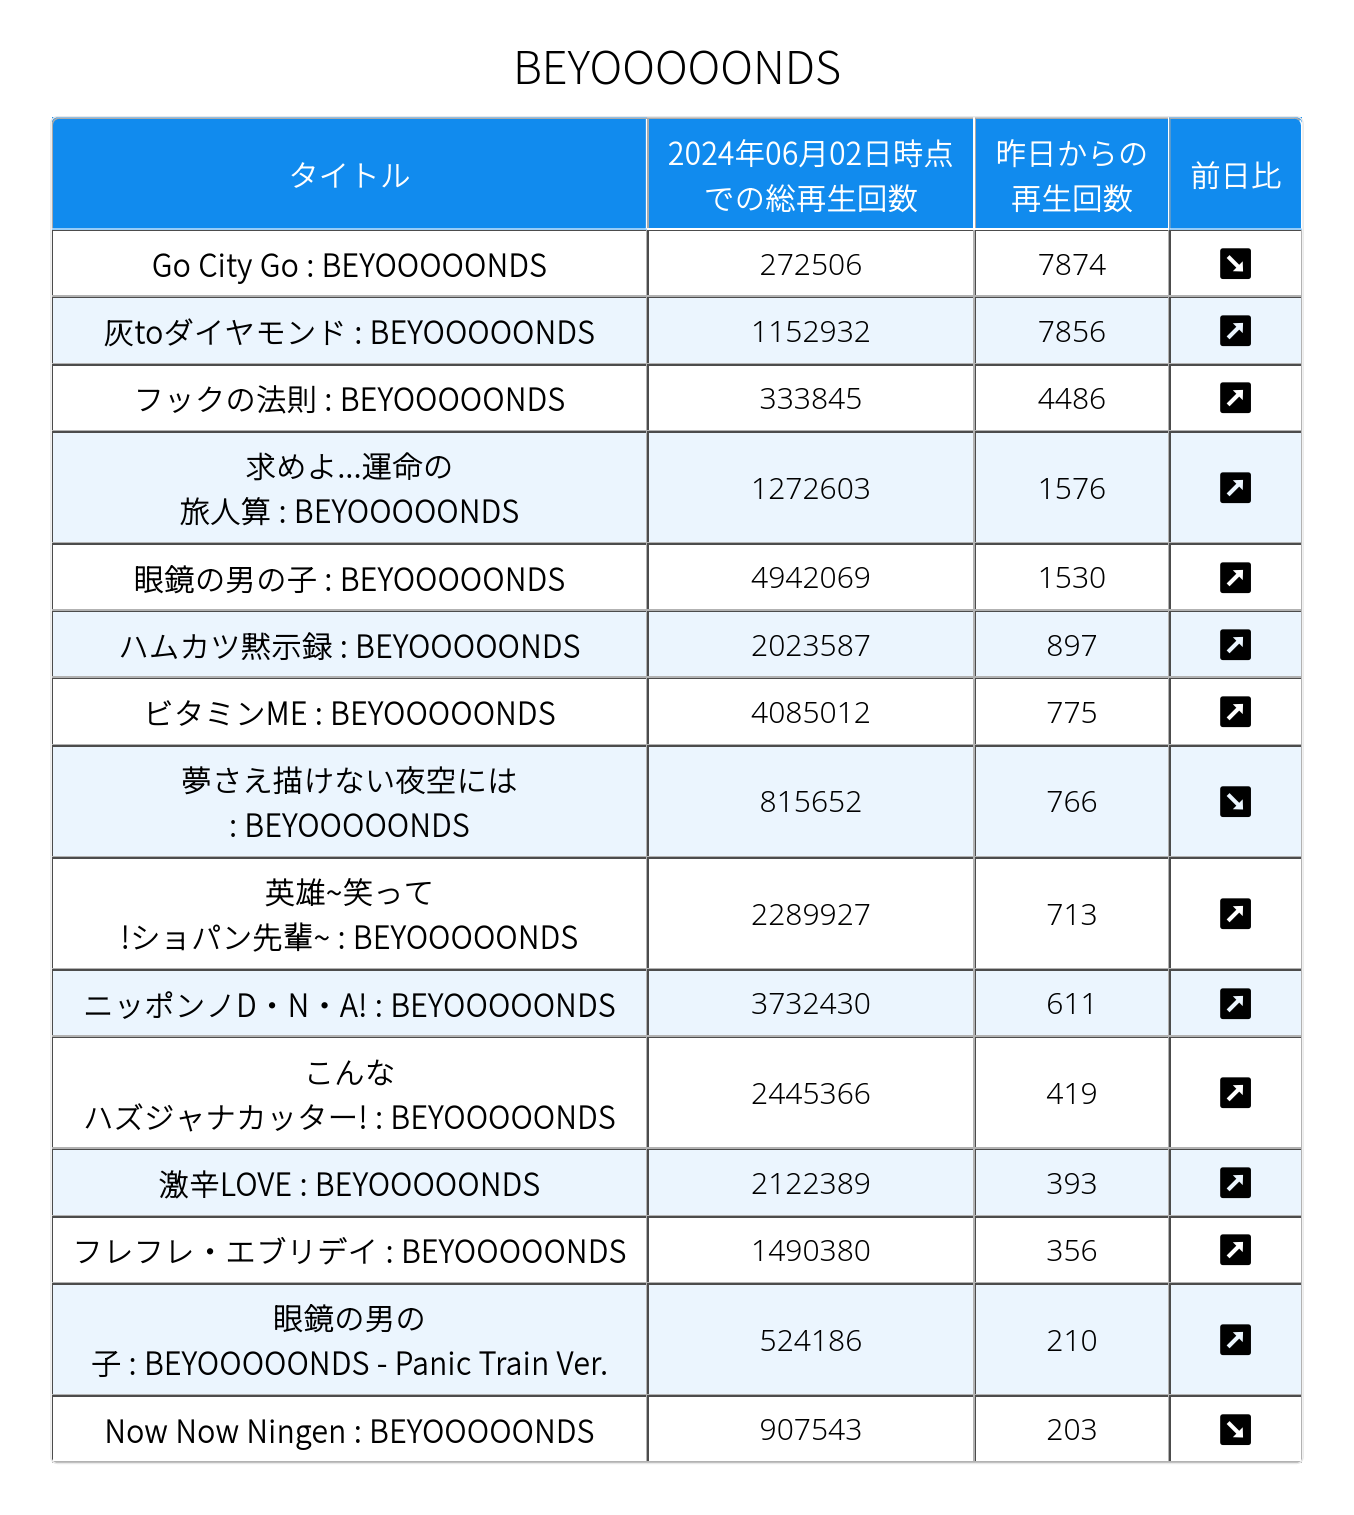 BEYOOOOONDS
タイトル
2024年06月02日時点
での総再生回数
昨日からの
再生回数
前日比
Go City Go : BEYOOOOONDS
272506
7874
灰toダイヤモンド : BEYOOOOONDS
1152932
7856
フックの法則 : BEYOOOOONDS
333845
4486
求めよ...運命の
旅人算 : BEYOOOOONDS
1272603
1576
眼鏡の男の子 : BEYOOOOONDS
4942069
1530
ハムカツ黙示録 : BEYOOOOONDS
2023587
897
ビタミンME : BEYOOOOONDS
4085012
775
夢さえ描けない夜空には
: BEYOOOOONDS
815652
766
英雄~笑って
!ショパン先輩~ : BEYOOOOONDS
2289927
713
ニッポンノD・N・A! : BEYOOOOONDS
3732430
611
こんな
ハズジャナカッター! : BEYOOOOONDS
2445366
419
激辛LOVE : BEYOOOOONDS
2122389
393
フレフレ・エブリデイ : BEYOOOOONDS
1490380
356
眼鏡の男の
子 : BEYOOOOONDS - Panic Train Ver.
524186
210
Now Now Ningen : BEYOOOOONDS
907543
203